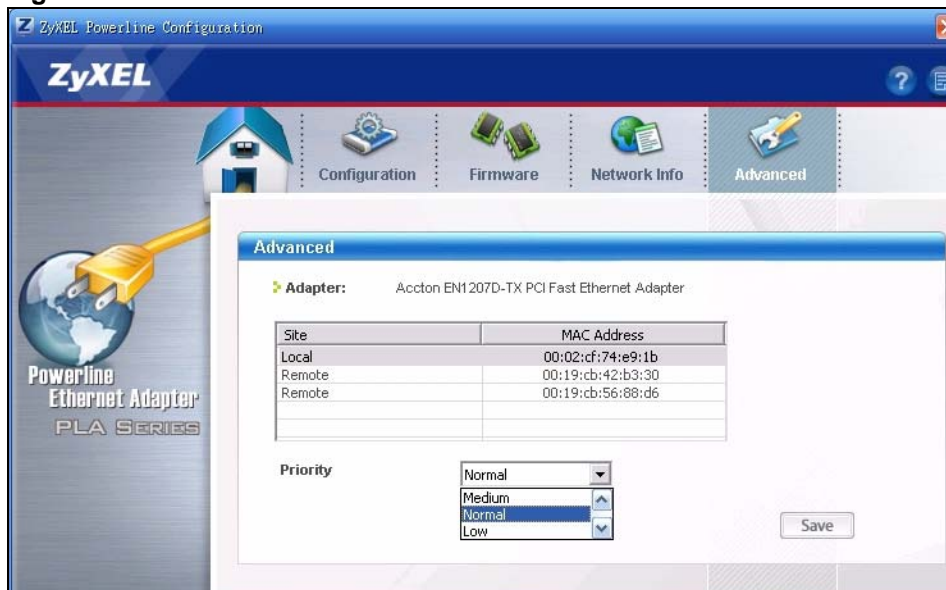 ZyXEL Powerline Configuration
ZyXEL
Configuration
Firmware
Network Info
Advanced
Advanced
Adapter: Accton EN1207D-TX PCI Fast Ethernet Adapter
Site MAC Address
Local 00:02:cf:74:e9:1b
Remote 00:19:cb:42:b3:30
Remote 00:19:cb:56:88:d6
Powerline
Ethernet Adapter
PLA SERIES
Priority Normal
Medium
Normal
Low
Save